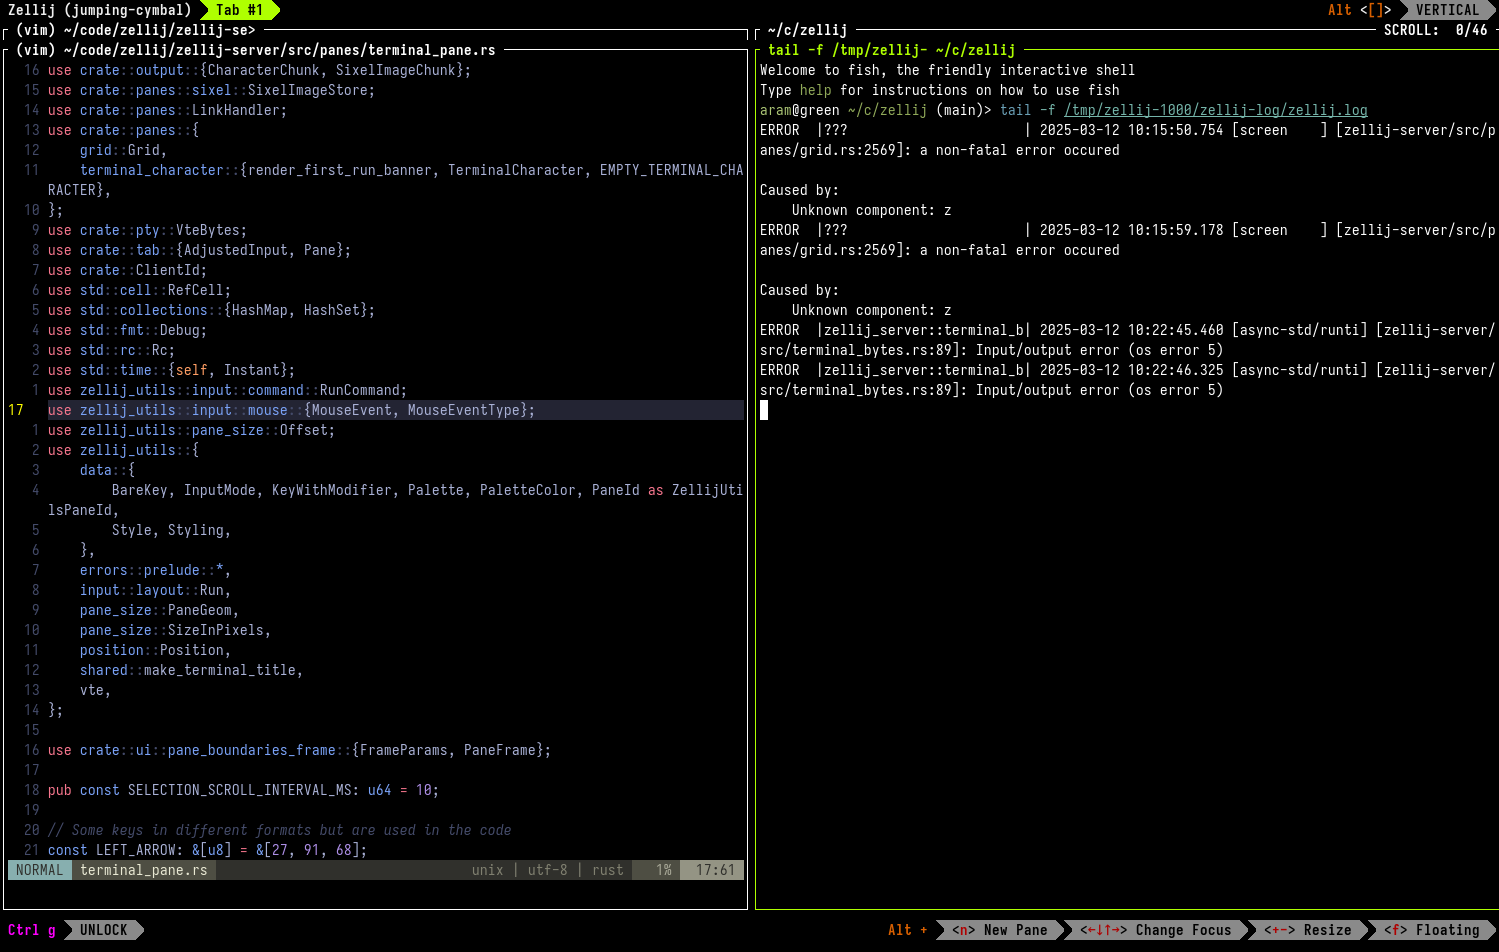 Zellij (jumping-cymbal)  Tab #1  Alt <[]>  VERTICAL
(vim) ~/code/zellij/zellij-se>
(vim) ~/code/zellij/zellij-server/src/panes/terminal_pane.rs
16 use crate::output::{CharacterChunk, SixelImageChunk};
15 use crate::panes::sixel::SixelImageStore;
14 use crate::panes::LinkHandler;
13 use crate::panes::{
12     grid::Grid,
11     terminal_character::{render_first_run_banner, TerminalCharacter, EMPTY_TERMINAL_CHA
RACTER},
10 };
9 use crate::pty::VteBytes;
8 use crate::tab::{AdjustedInput, Pane};
7 use crate::ClientId;
6 use std::cell::RefCell;
5 use std::collections::{HashMap, HashSet};
4 use std::fmt::Debug;
3 use std::rc::Rc;
2 use std::time::{self, Instant};
1 use zellij_utils::input::command::RunCommand;
17 use zellij_utils::input::mouse::{MouseEvent, MouseEventType};
1 use zellij_utils::pane_size::Offset;
2 use zellij_utils::{
3     data::{
4         BareKey, InputMode, KeyWithModifier, Palette, PaletteColor, PaneId as ZellijUti
lsPaneId,
5         Style, Styling,
6     },
7     errors::prelude::*,
8     input::layout::Run,
9     pane_size::PaneGeom,
10     pane_size::SizeInPixels,
11     position::Position,
12     shared::make_terminal_title,
13     vte,
14 };
15
16 use crate::ui::pane_boundaries_frame::{FrameParams, PaneFrame};
17
18 pub const SELECTION_SCROLL_INTERVAL_MS: u64 = 10;
19
20 // Some keys in different formats but are used in the code
21 const LEFT_ARROW: &[u8] = &[27, 91, 68];
NORMAL  terminal_pane.rs  unix | utf-8 | rust  1%  17:61
~/c/zellij  SCROLL:  0/46
tail -f /tmp/zellij- ~/c/zellij
Welcome to fish, the friendly interactive shell
Type help for instructions on how to use fish
aram@green ~/c/zellij (main)> tail -f /tmp/zellij-1000/zellij-log/zellij.log
ERROR  |???                      | 2025-03-12 10:15:50.754 [screen    ] [zellij-server/src/p
anes/grid.rs:2569]: a non-fatal error occured
Caused by:
    Unknown component: z
ERROR  |???                      | 2025-03-12 10:15:59.178 [screen    ] [zellij-server/src/p
anes/grid.rs:2569]: a non-fatal error occured
Caused by:
    Unknown component: z
ERROR  |zellij_server::terminal_b| 2025-03-12 10:22:45.460 [async-std/runti] [zellij-server/
src/terminal_bytes.rs:89]: Input/output error (os error 5)
ERROR  |zellij_server::terminal_b| 2025-03-12 10:22:46.325 [async-std/runti] [zellij-server/
src/terminal_bytes.rs:89]: Input/output error (os error 5)
Ctrl g  UNLOCK  Alt +  <n> New Pane  <←↓↑→> Change Focus  <+-> Resize  <f> Floating